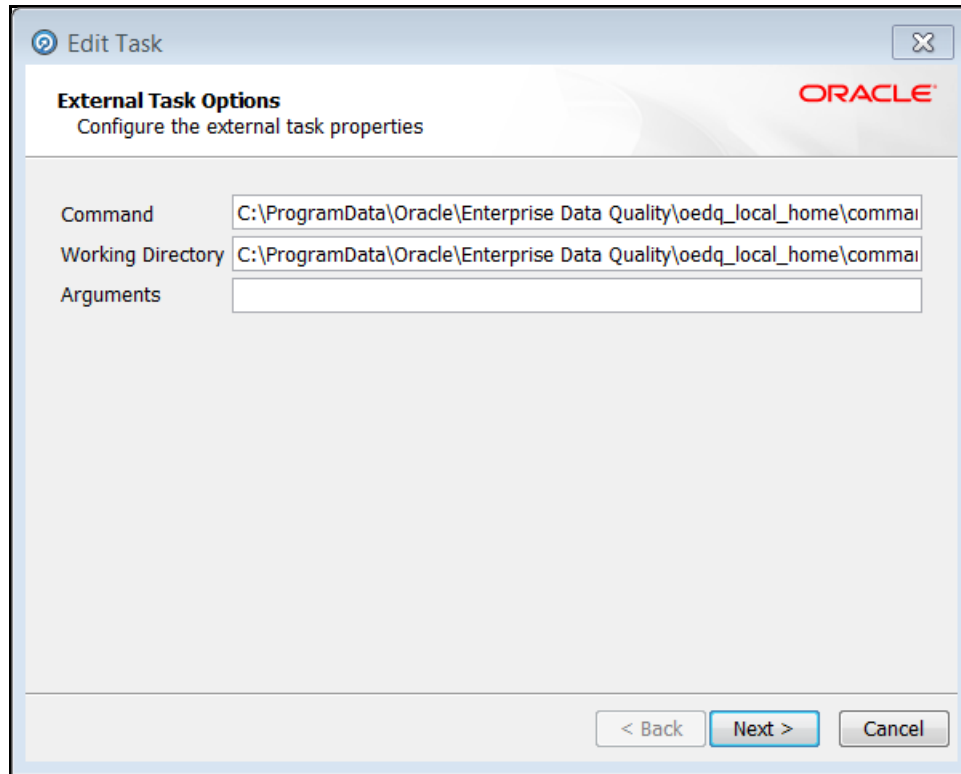 Edit Task
External Task Options
ORACLE
Configure the external task properties
Command C:\ProgramData\Oracle\Enterprise Data Quality\oedq_local_home\comma
Working Directory C:\ProgramData\Oracle\Enterprise Data Quality\oedq_local_home\comma
Arguments
< Back Next > Cancel